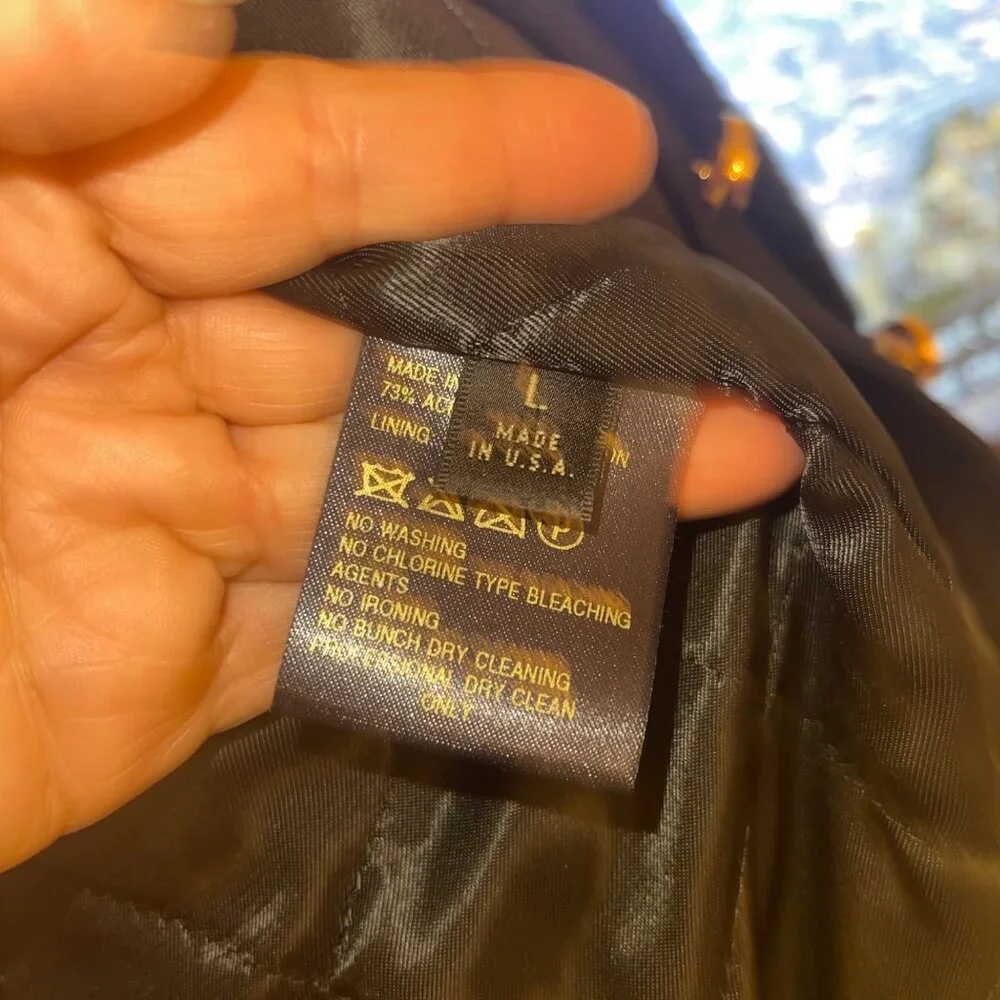 L
MADE
IN U.S.A.
MADE IN
73% AC
LINING
P
NO WASHING
NO CHLORINE TYPE BLEACHING
AGENTS
NO IRONING
NO BUNCH DRY CLEANING
PROFESSIONAL DRY CLEAN
ONLY